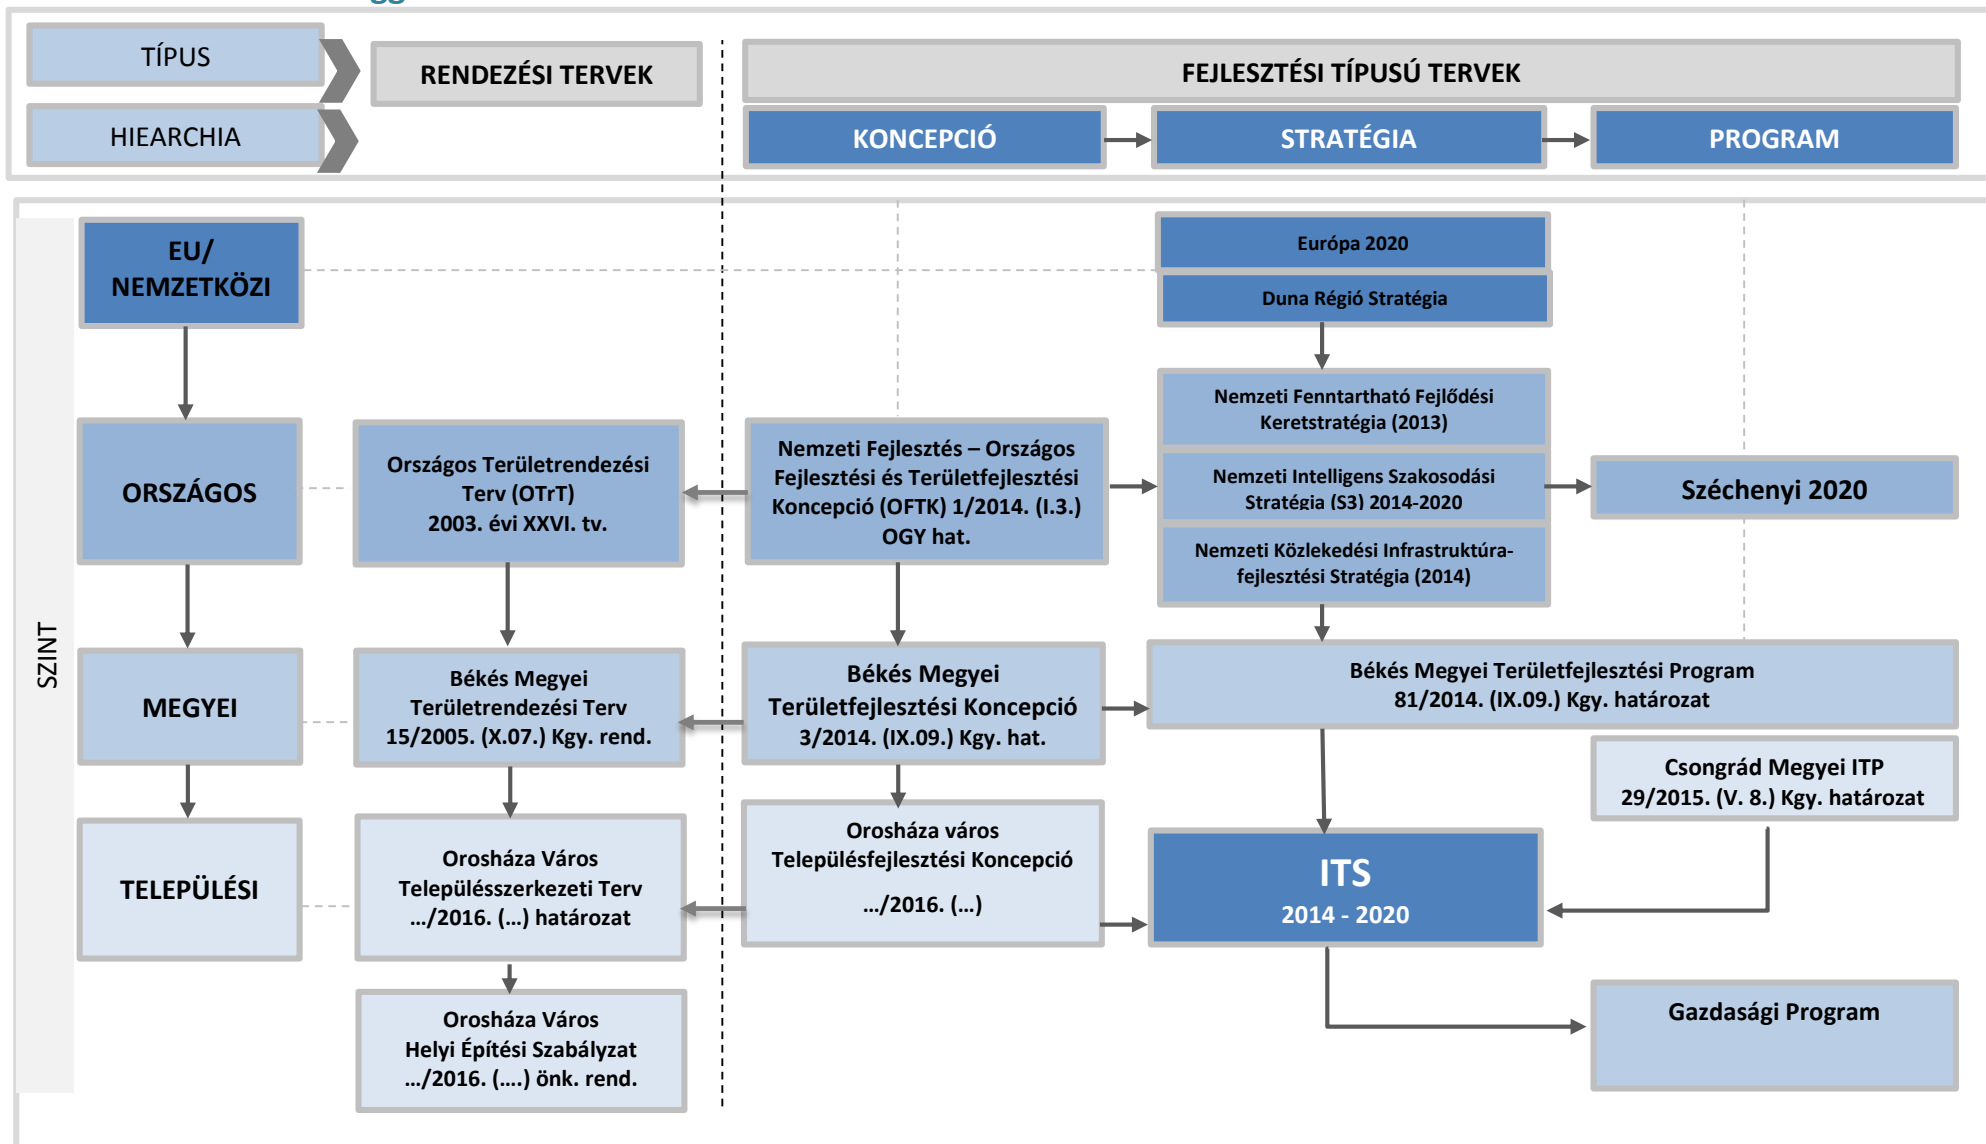 TÍPUS
RENDEZÉSI TERVEK
FEJLESZTÉSI TÍPUSÚ TERVEK
HIEARCHIA
KONCEPCIÓ
STRATÉGIA
PROGRAM
SZINT
EU/
NEMZETKÖZI
Európa 2020
Duna Régió Stratégia
ORSZÁGOS
Országos Területrendezési
Terv (OTrT)
2003. évi XXVI. tv.
Nemzeti Fejlesztés – Országos
Fejlesztési és Területfejlesztési
Koncepció (OFTK) 1/2014. (I.3.)
OGY hat.
Nemzeti Fenntartható Fejlődési
Keretstratégia (2013)
Nemzeti Intelligens Szakosodási
Stratégia (S3) 2014-2020
Nemzeti Közlekedési Infrastruktúra-
fejlesztési Stratégia (2014)
Széchenyi 2020
MEGYEI
Békés Megyei
Területrendezési Terv
15/2005. (X.07.) Kgy. rend.
Békés Megyei
Területfejlesztési Koncepció
3/2014. (IX.09.) Kgy. hat.
Békés Megyei Területfejlesztési Program
81/2014. (IX.09.) Kgy. határozat
Csongrád Megyei ITP
29/2015. (V. 8.) Kgy. határozat
TELEPÜLÉSI
Orosháza Város
Településszerkezeti Terv
…/2016. (…) határozat
Orosháza város
Településfejlesztési Koncepció
…/2016. (…)
ITS
2014 - 2020
Orosháza Város
Helyi Építési Szabályzat
…/2016. (….) önk. rend.
Gazdasági Program